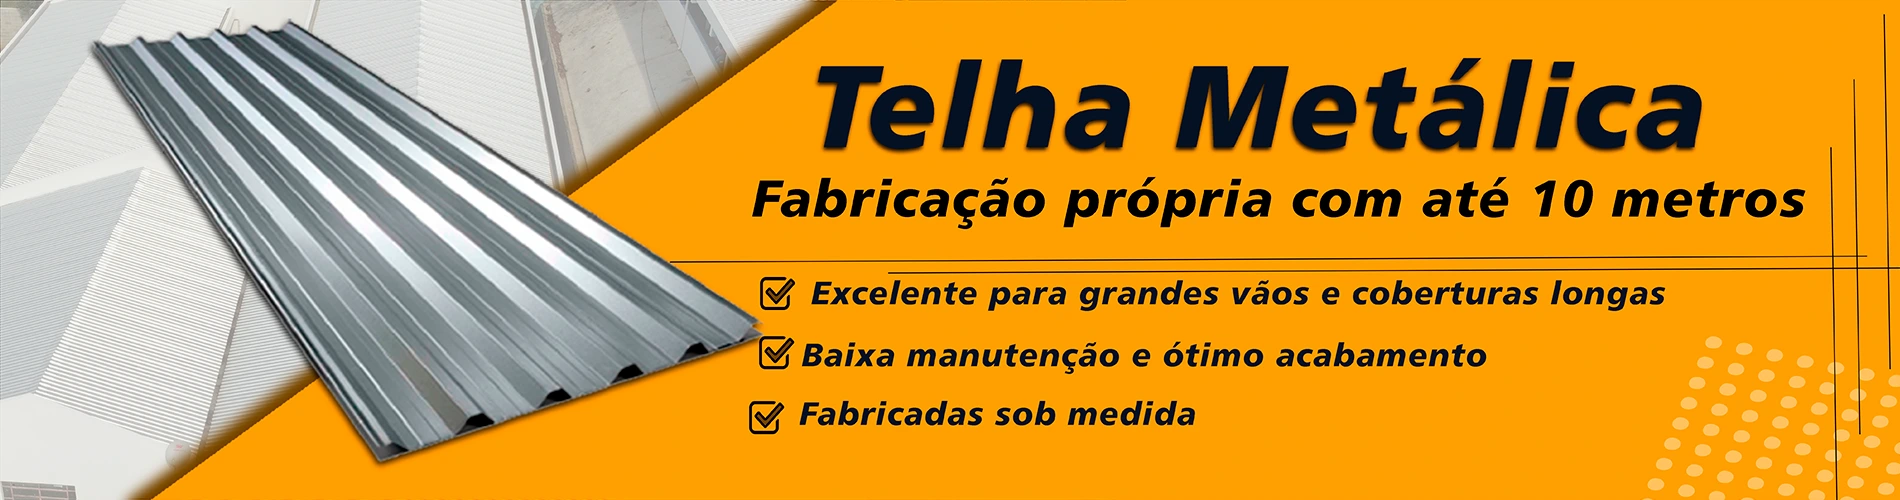 Telha Metálica
Fabricação própria com até 10 metros
Excelente para grandes vãos e coberturas longas
Baixa manutenção e ótimo acabamento
Fabricadas sob medida